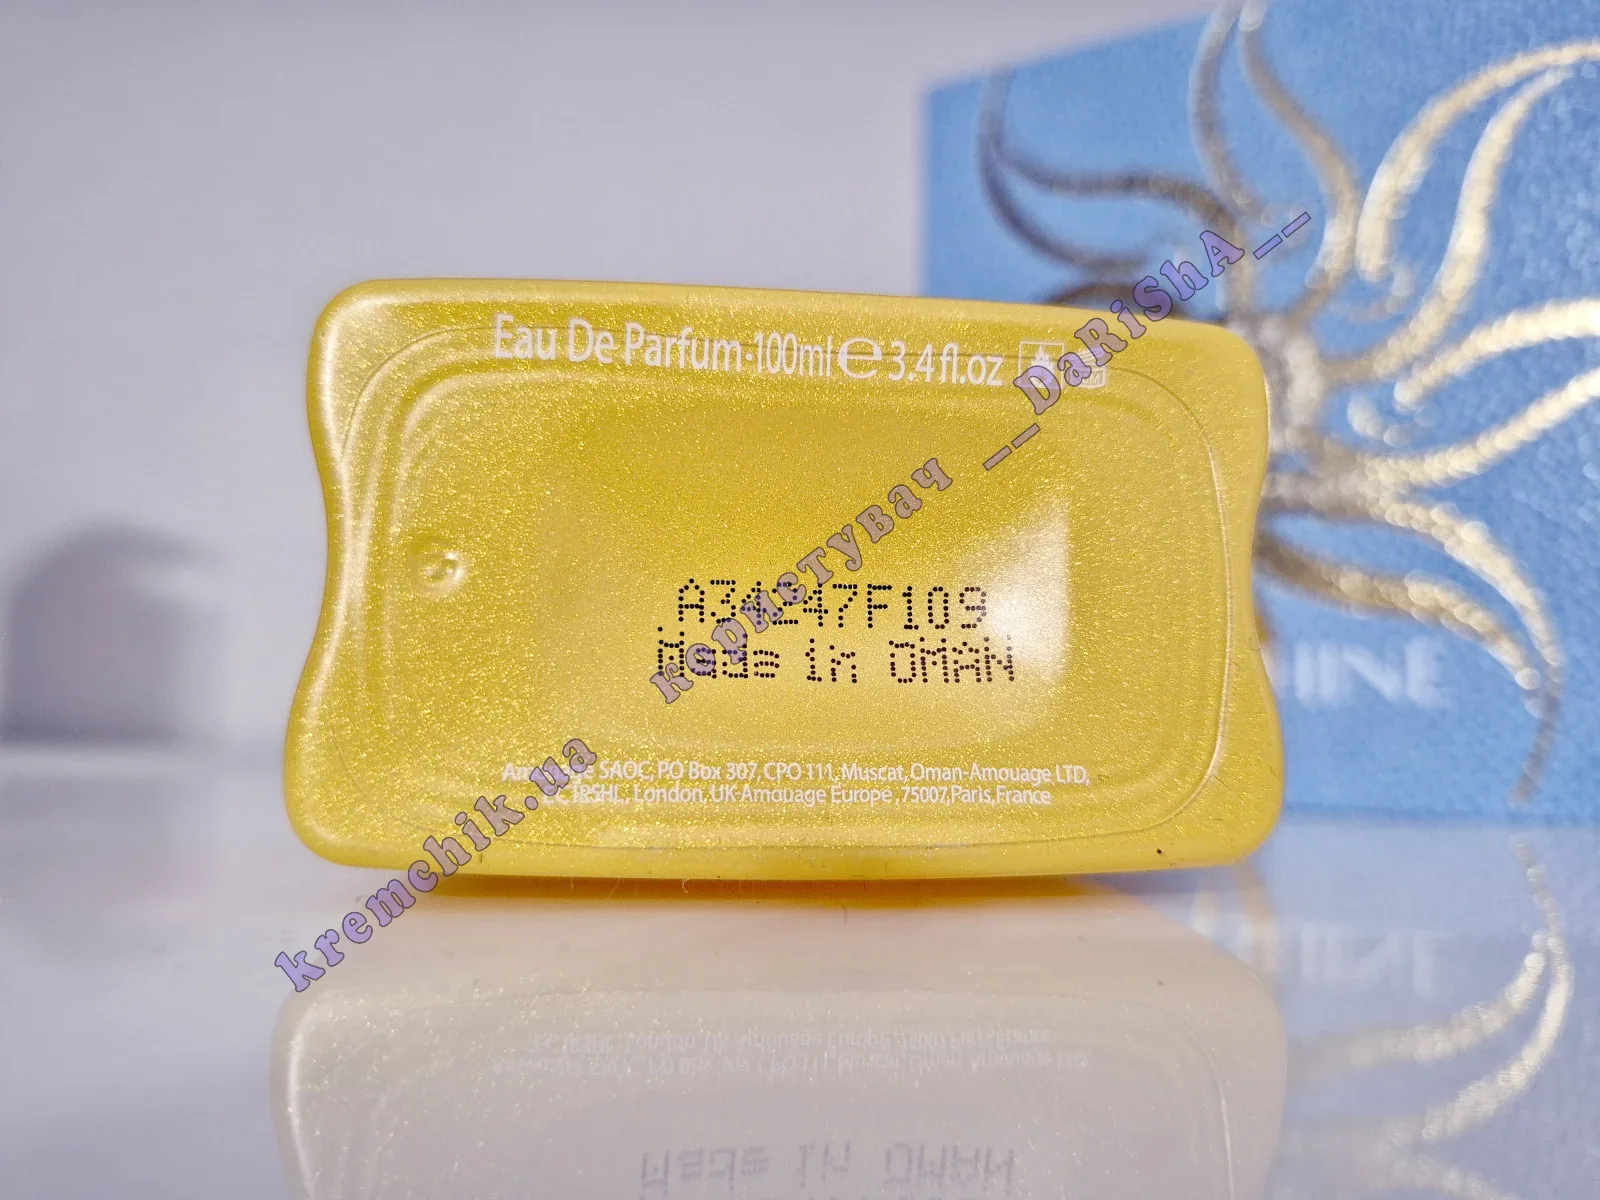 Eau De Parfum·100ml ℮ 3.4 fl.oz
A34247F109
Made in OMAN
SAOC, P.O Box 307, CPO 111, Muscat, Oman-Amouage LTD,
London, UK-Amouage Europe ,75007,Paris,France
HINE
kremchik.ua користувач __DaRiShA__